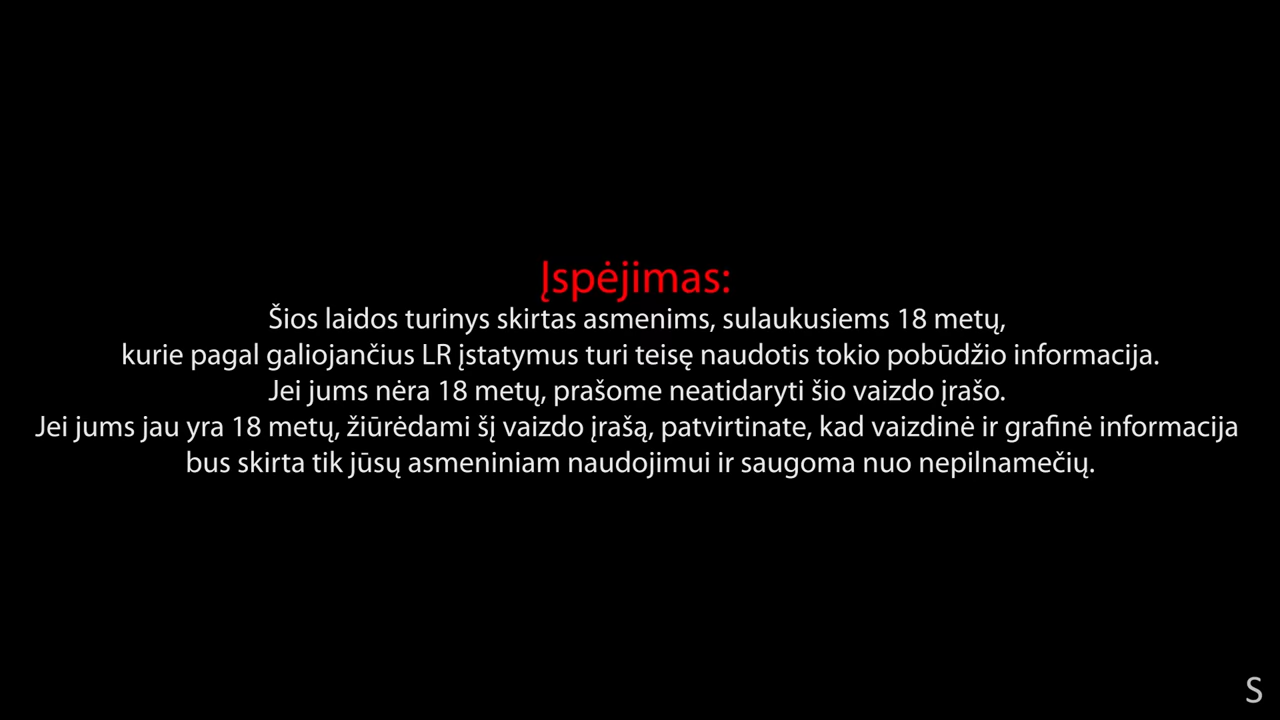 Įspėjimas:
Šios laidos turinys skirtas asmenims, sulaukusiems 18 metų,
kurie pagal galiojančius LR įstatymus turi teisę naudotis tokio pobūdžio informacija.
Jei jums nėra 18 metų, prašome neatidaryti šio vaizdo įrašo.
Jei jums jau yra 18 metų, žiūrėdami šį vaizdo įrašą, patvirtinate, kad vaizdinė ir grafinė informacija
bus skirta tik jūsų asmeniniam naudojimui ir saugoma nuo nepilnamečių.
S